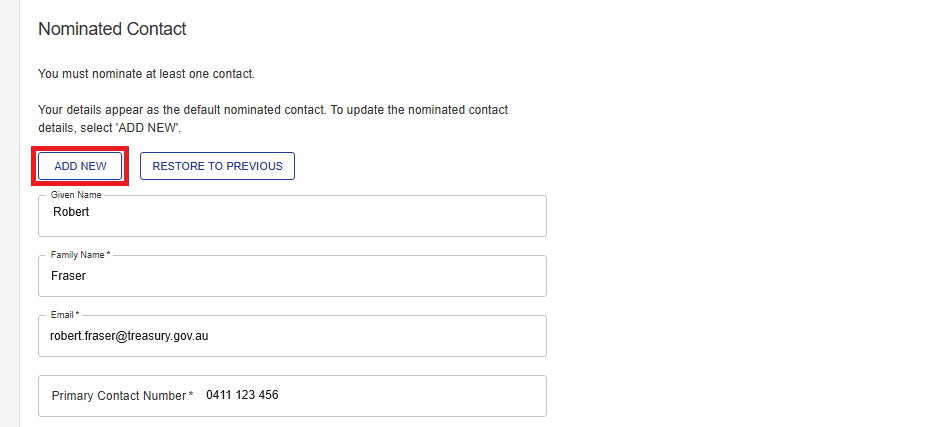 Nominated Contact
You must nominate at least one contact.
Your details appear as the default nominated contact. To update the nominated contact
details, select 'ADD NEW'.
ADD NEW RESTORE TO PREVIOUS
Given Name
Robert
Family Name *
Fraser
Email *
robert.fraser@treasury.gov.au
Primary Contact Number * 0411 123 456